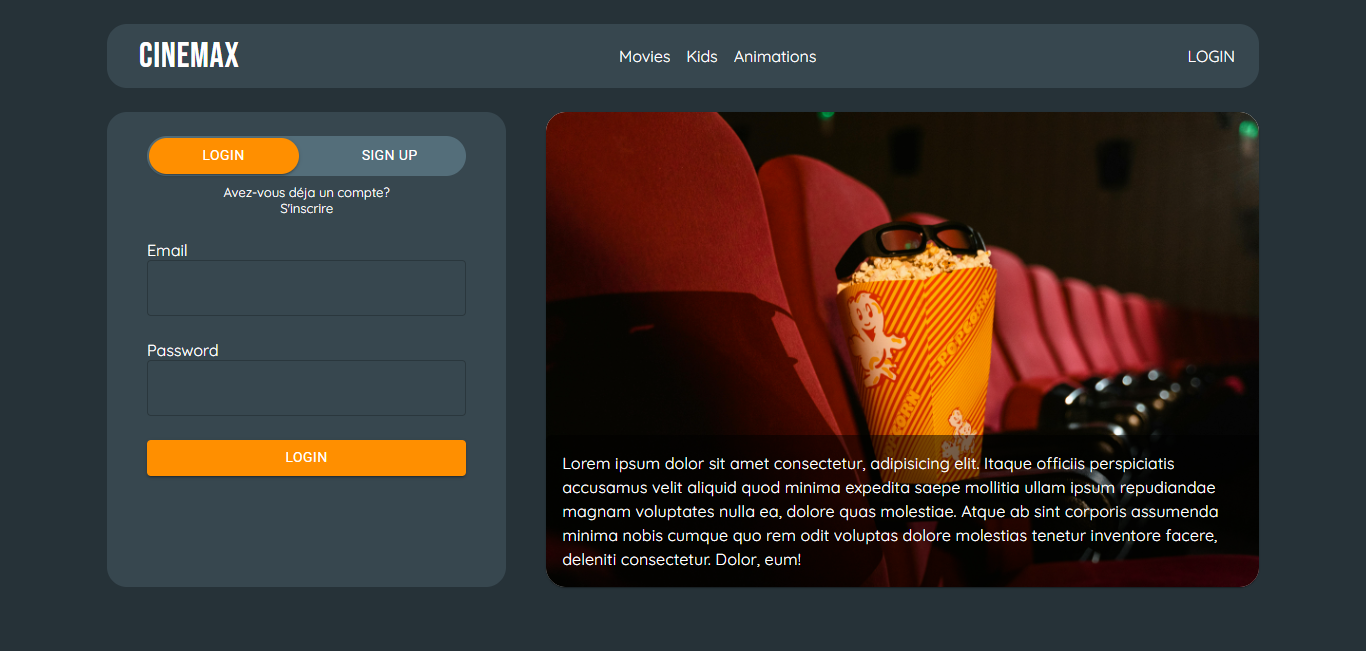 CINEMAX
Movies Kids Animations
LOGIN
LOGIN SIGN UP
Avez-vous déja un compte?
S'inscrire
Email
Password
LOGIN
POPCORN
POPCORN
Lorem ipsum dolor sit amet consectetur, adipisicing elit. Itaque officiis perspiciatis
accusamus velit aliquid quod minima expedita saepe mollitia ullam ipsum repudiandae
magnam voluptates nulla ea, dolore quas molestiae. Atque ab sint corporis assumenda
minima nobis cumque quo rem odit voluptas dolore molestias tenetur inventore facere,
deleniti consectetur. Dolor, eum!